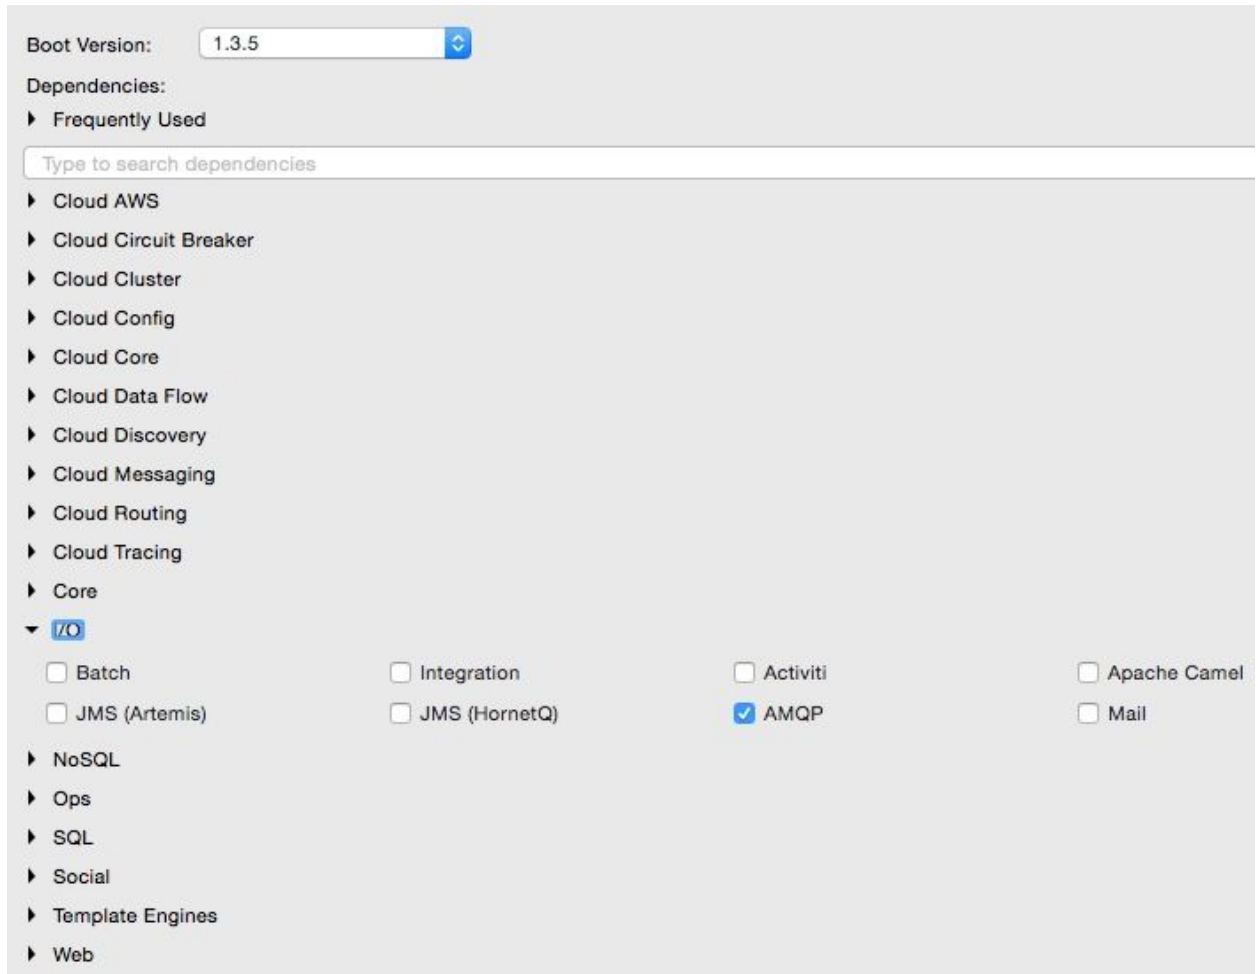 Boot Version: 1.3.5
Dependencies:
Frequently Used
Type to search dependencies
Cloud AWS
Cloud Circuit Breaker
Cloud Cluster
Cloud Config
Cloud Core
Cloud Data Flow
Cloud Discovery
Cloud Messaging
Cloud Routing
Cloud Tracing
Core
I/O
Batch Integration Activiti Apache Camel
JMS (Artemis) JMS (HornetQ) AMQP Mail
NoSQL
Ops
SQL
Social
Template Engines
Web